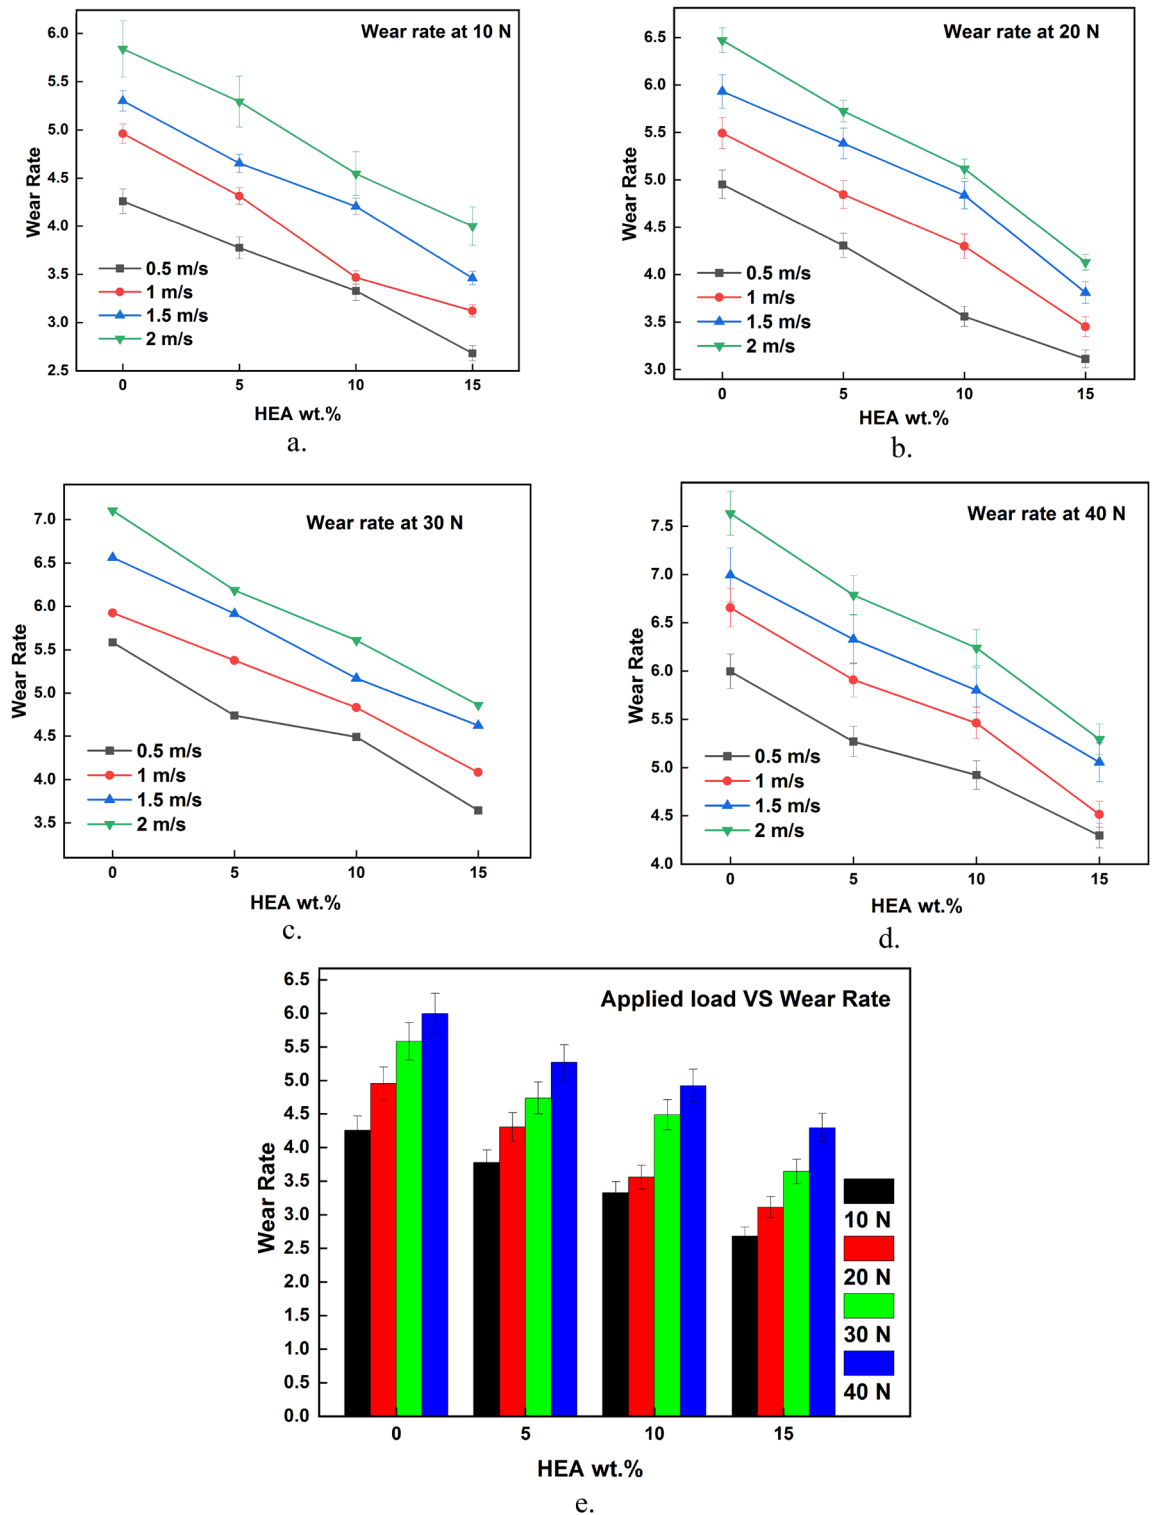 Wear rate at 10 N
6.0
5.5
5.0
4.5
4.0
3.5
3.0
2.5
Wear Rate
0.5 m/s
1 m/s
1.5 m/s
2 m/s
0 5 10 15
HEA wt.%
a.
Wear rate at 20 N
6.5
6.0
5.5
5.0
4.5
4.0
3.5
3.0
Wear Rate
0.5 m/s
1 m/s
1.5 m/s
2 m/s
0 5 10 15
HEA wt.%
b.
Wear rate at 30 N
7.0
6.5
6.0
5.5
5.0
4.5
4.0
3.5
Wear Rate
0.5 m/s
1 m/s
1.5 m/s
2 m/s
0 5 10 15
HEA wt.%
c.
Wear rate at 40 N
7.5
7.0
6.5
6.0
5.5
5.0
4.5
4.0
Wear Rate
0.5 m/s
1 m/s
1.5 m/s
2 m/s
0 5 10 15
HEA wt.%
d.
Applied load VS Wear Rate
6.5
6.0
5.5
5.0
4.5
4.0
3.5
3.0
2.5
2.0
1.5
1.0
0.5
0.0
Wear Rate
10 N
20 N
30 N
40 N
0 5 10 15
HEA wt.%
e.